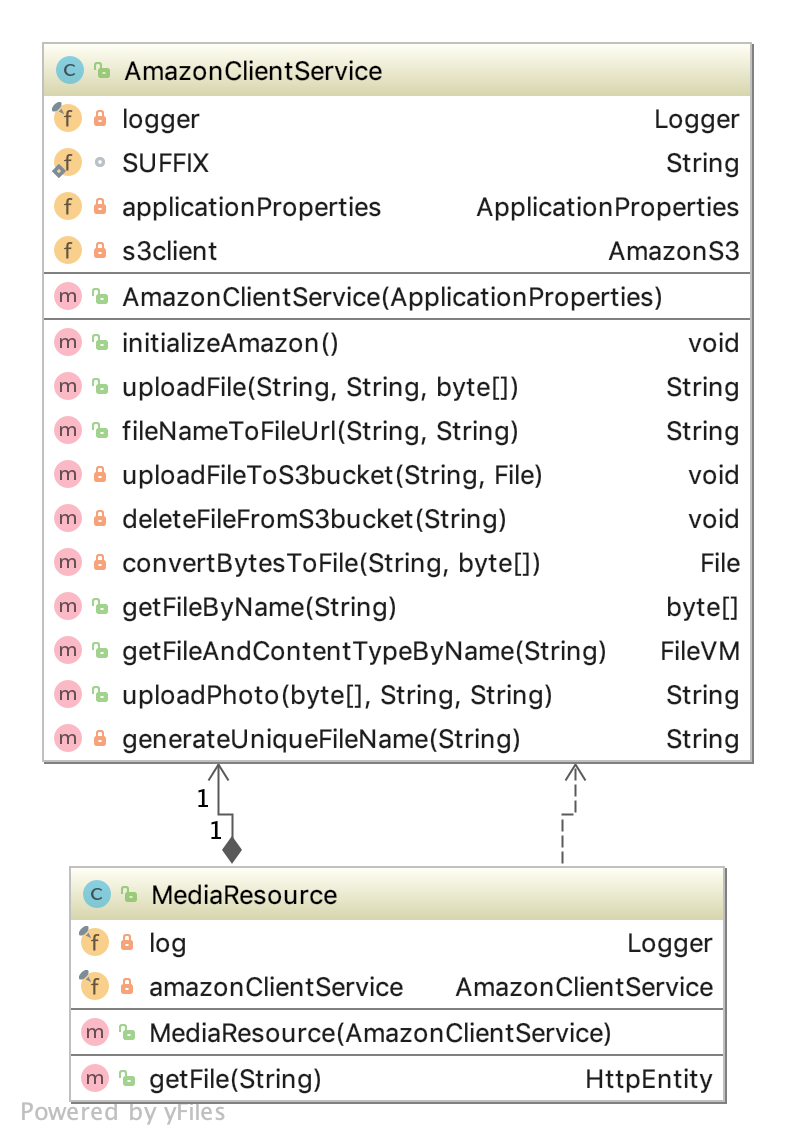 AmazonClientService
logger Logger
SUFFIX String
applicationProperties ApplicationProperties
s3client AmazonS3
AmazonClientService(ApplicationProperties)
initializeAmazon() void
uploadFile(String, String, byte[]) String
fileNameToFileUrl(String, String) String
uploadFileToS3bucket(String, File) void
deleteFileFromS3bucket(String) void
convertBytesToFile(String, byte[]) File
getFileByName(String) byte[]
getFileAndContentTypeByName(String) FileVM
uploadPhoto(byte[], String, String) String
generateUniqueFileName(String) String
1
1
MediaResource
log Logger
amazonClientService AmazonClientService
MediaResource(AmazonClientService)
getFile(String) HttpEntity
Powered by yFiles